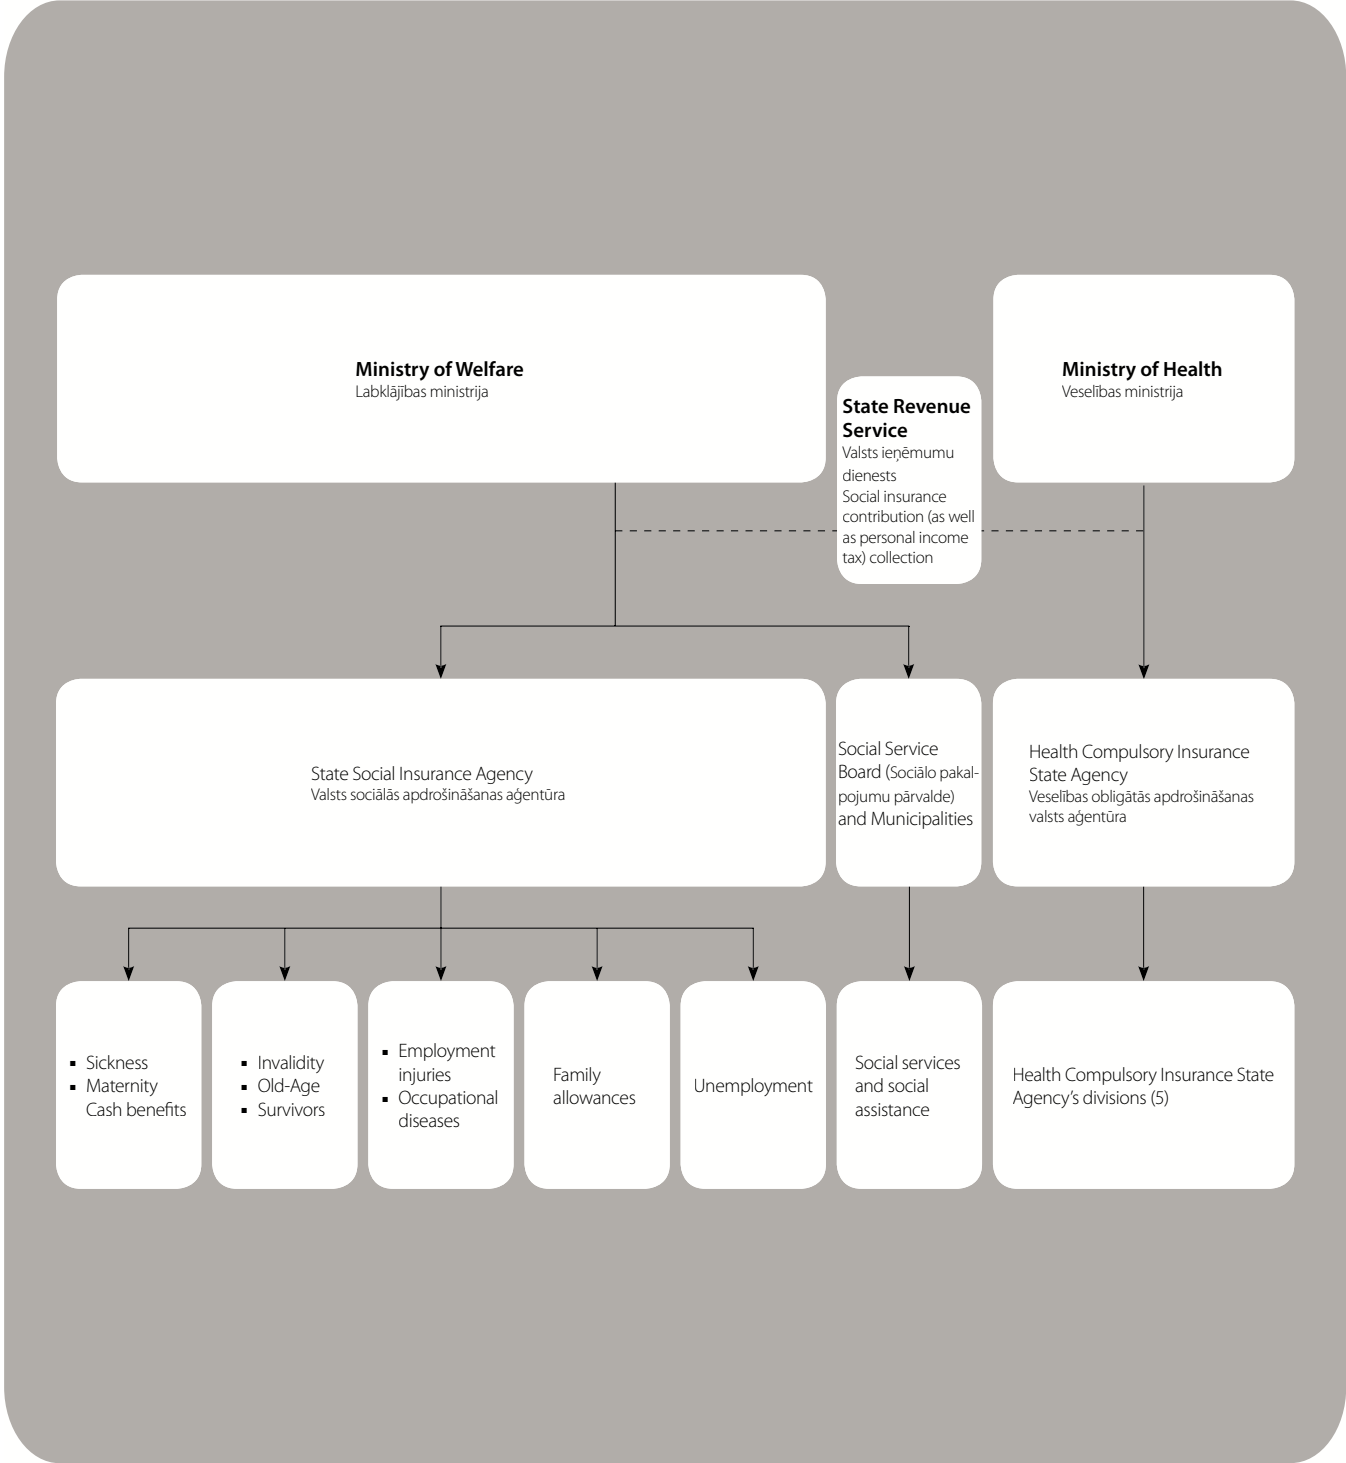 Ministry of Welfare
Labklājības ministrija
State Revenue
Service
Valsts ieņēmumu
dienests
Social insurance
contribution (as well
as personal income
tax) collection
Ministry of Health
Veselības ministrija
State Social Insurance Agency
Valsts sociālās apdrošināšanas aģentūra
Social Service
Board (Sociālo pakal-
pojumu pārvalde)
and Municipalities
Health Compulsory Insurance
State Agency
Veselības obligātās apdrošināšanas
valsts aģentūra
▪ Sickness
▪ Maternity
Cash benefits
▪ Invalidity
▪ Old-Age
▪ Survivors
▪ Employment
injuries
▪ Occupational
diseases
Family
allowances
Unemployment
Social services
and social
assistance
Health Compulsory Insurance State
Agency’s divisions (5)